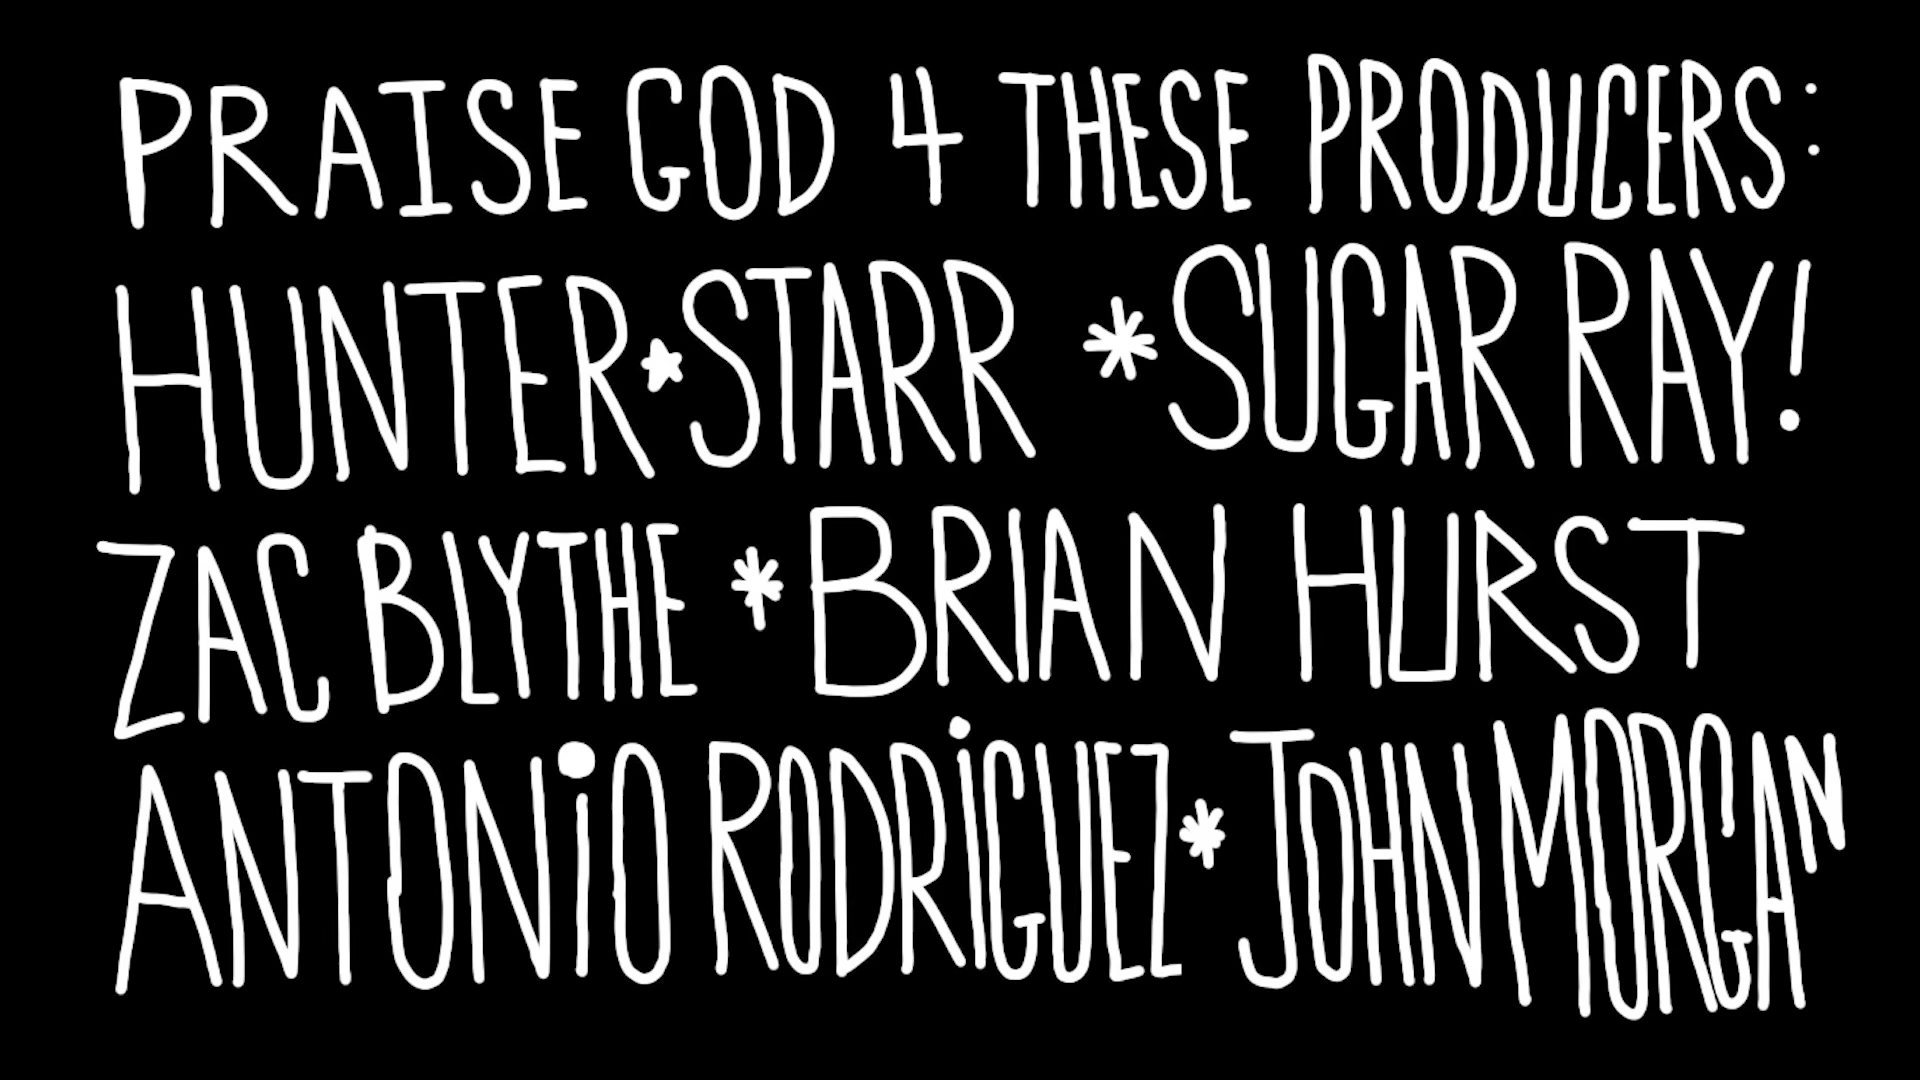 PRAISE GOD 4 THESE PRODUCERS:
HUNTER★STARR *SUGAR RAY!
ZAC BLYTHE *BRIAN HURST
ANTONiO RODRiGUEZ* JOHN MORGAN